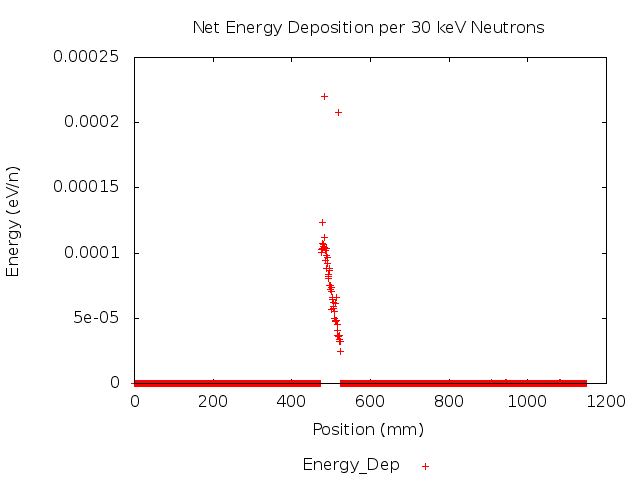 Net Energy Deposition per 30 keV Neutrons
0.00025
0.0002
0.00015
0.0001
5e-05
0
Energy (eV/n)
0 200 400 600 800 1000 1200
Position (mm)
Energy_Dep